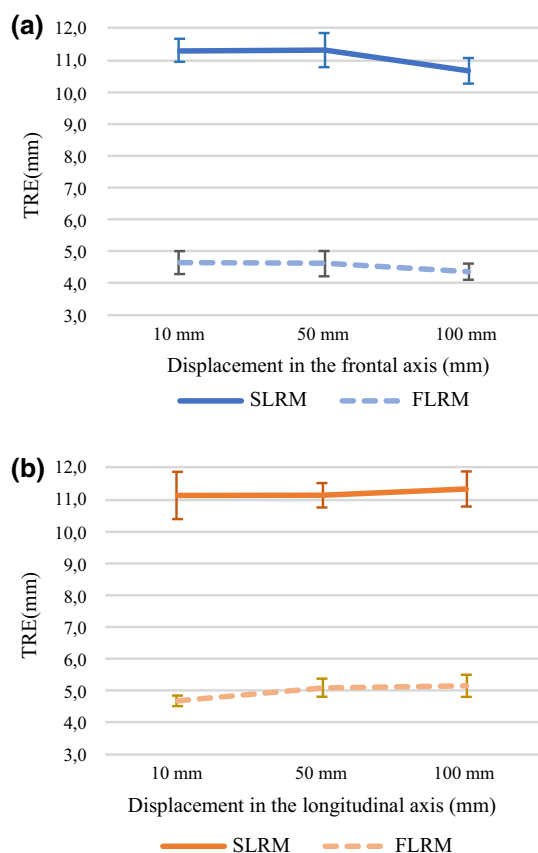 (a)
12,0
11,0
10,0
9,0
8,0
7,0
6,0
5,0
4,0
3,0
TRE(mm)
10 mm 50 mm 100 mm
Displacement in the frontal axis (mm)
SLRM FLRM
(b)
12,0
11,0
10,0
9,0
8,0
7,0
6,0
5,0
4,0
3,0
TRE(mm)
10 mm 50 mm 100 mm
Displacement in the longitudinal axis (mm)
SLRM FLRM